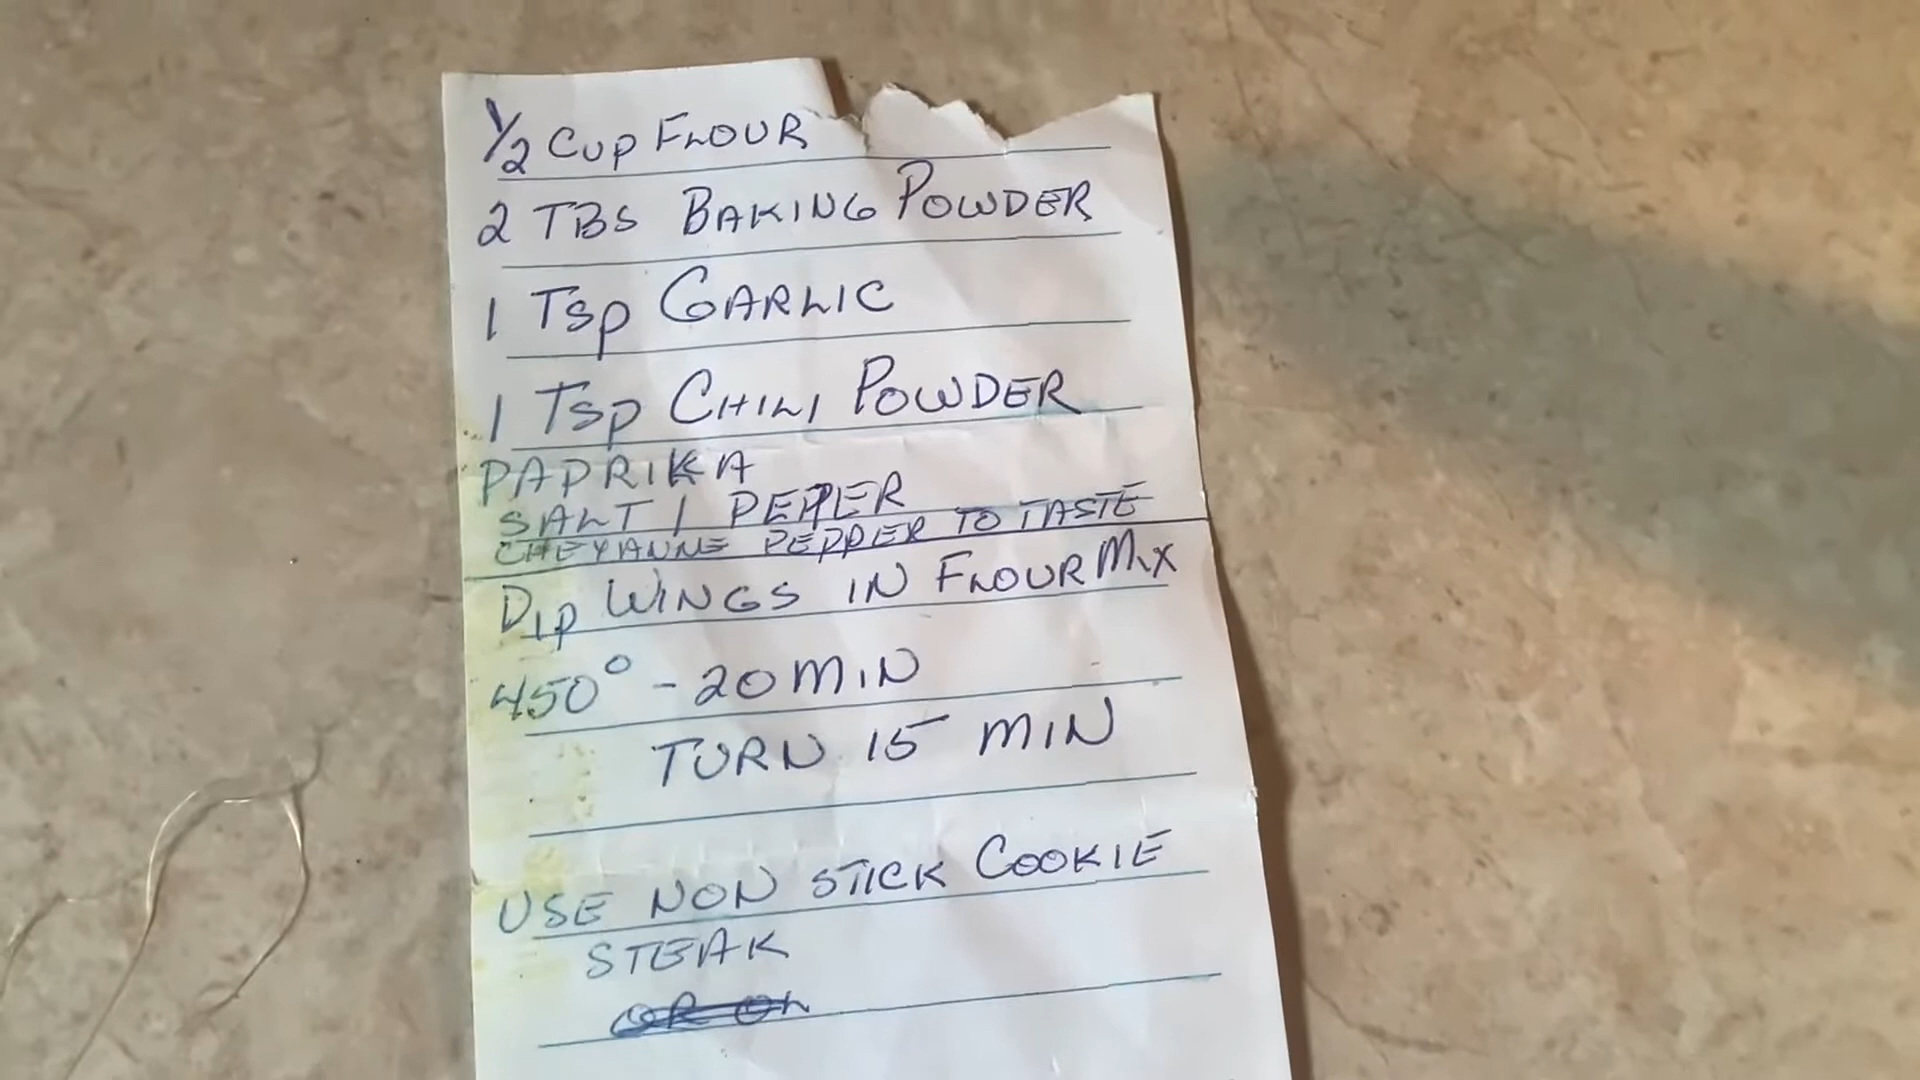 1/2 CUP FLOUR
2 TBS BAKING POWDER
1 TSP GARLIC
1 TSP CHILI POWDER
PAPRIKA
SALT / PEPPER
CHEYANNE PEPPER TO TASTE
DIP WINGS IN FLOUR MIX
450° - 20 MIN
TURN 15 MIN
USE NON STICK COOKIE
STEAK